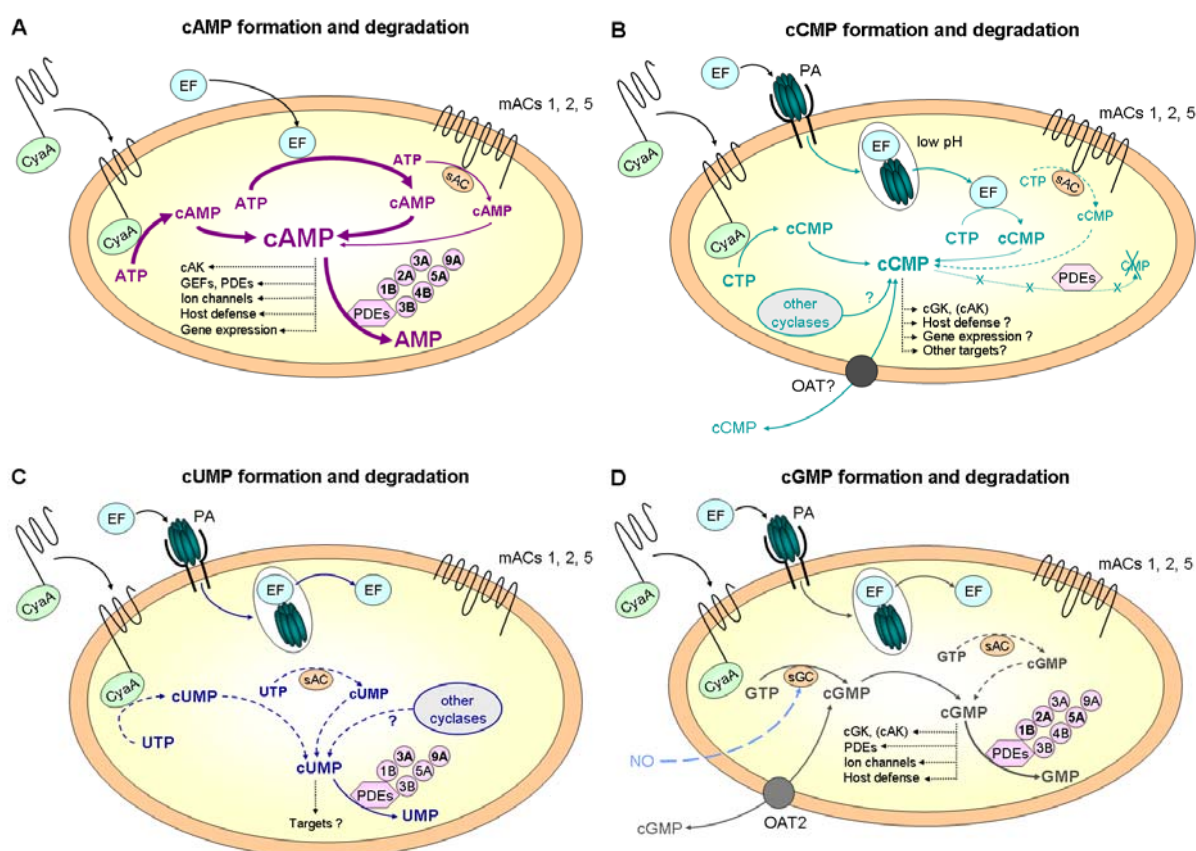 A
cAMP formation and degradation
EF
CyaA
mACs 1, 2, 5
EF
ATP
sAC
cAMP
ATP
cAMP
cAMP
CyaA
ATP
cAMP
cAK
GEFs, PDEs
Ion channels
Host defense
Gene expression
3A
9A
2A
5A
1B
4B
3B
PDEs
AMP
B
cCMP formation and degradation
EF
PA
mACs 1, 2, 5
CyaA
EF
low pH
EF
CTP
sAC
cCMP
CTP
cCMP
CyaA
cCMP
CTP
cCMP
PDEs
CMP
X
X
X
other
cyclases
?
cGK, (cAK)
Host defense ?
Gene expression ?
Other targets?
OAT?
cCMP
C
cUMP formation and degradation
EF
PA
mACs 1, 2, 5
CyaA
EF
EF
CyaA
cUMP
UTP
UTP
sAC
cUMP
other
cyclases
?
cUMP
3A
9A
1B
5A
3B
PDEs
UMP
Targets ?
D
cGMP formation and degradation
EF
PA
mACs 1, 2, 5
CyaA
EF
EF
GTP
sAC
cGMP
CyaA
GTP
sGC
cGMP
cGMP
3A
9A
2A
5A
1B
4B
3B
PDEs
GMP
cGK, (cAK)
PDEs
Ion channels
Host defense
NO
OAT2
cGMP